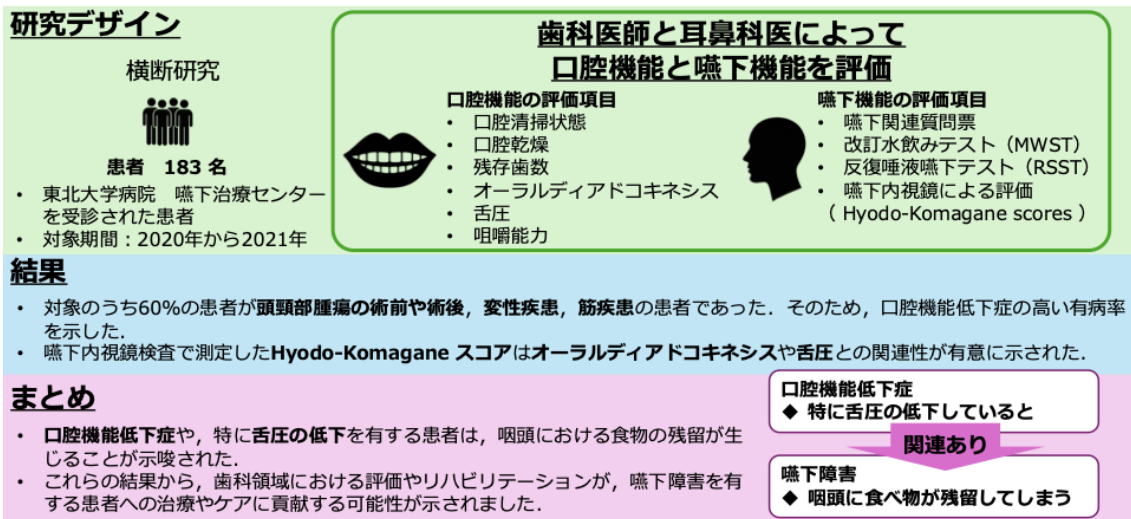 研究デザイン
横断研究
患者　183 名
• 東北大学病院　嚥下治療センター
を受診された患者
• 対象期間：2020年から2021年
歯科医師と耳鼻科医によって
口腔機能と嚥下機能を評価
口腔機能の評価項目
• 口腔清掃状態
• 口腔乾燥
• 残存歯数
• オーラルディアドコキネシス
• 舌圧
• 咀嚼能力
嚥下機能の評価項目
• 嚥下関連質問票
• 改訂水飲みテスト（MWST）
• 反復唾液嚥下テスト（RSST）
• 嚥下内視鏡による評価
（ Hyodo-Komagane scores ）
結果
• 対象のうち60%の患者が頭頸部腫瘍の術前や術後，変性疾患，筋疾患の患者であった．そのため，口腔機能低下症の高い有病率
を示した．
• 嚥下内視鏡検査で測定したHyodo-Komagane スコアはオーラルディアドコキネシスや舌圧との関連性が有意に示された．
まとめ
• 口腔機能低下症や，特に舌圧の低下を有する患者は，咽頭における食物の残留が生
じることが示唆された．
• これらの結果から，歯科領域における評価やリハビリテーションが，嚥下障害を有
する患者への治療やケアに貢献する可能性が示されました．
口腔機能低下症
◆ 特に舌圧の低下していると
関連あり
嚥下障害
◆ 咽頭に食べ物が残留してしまう